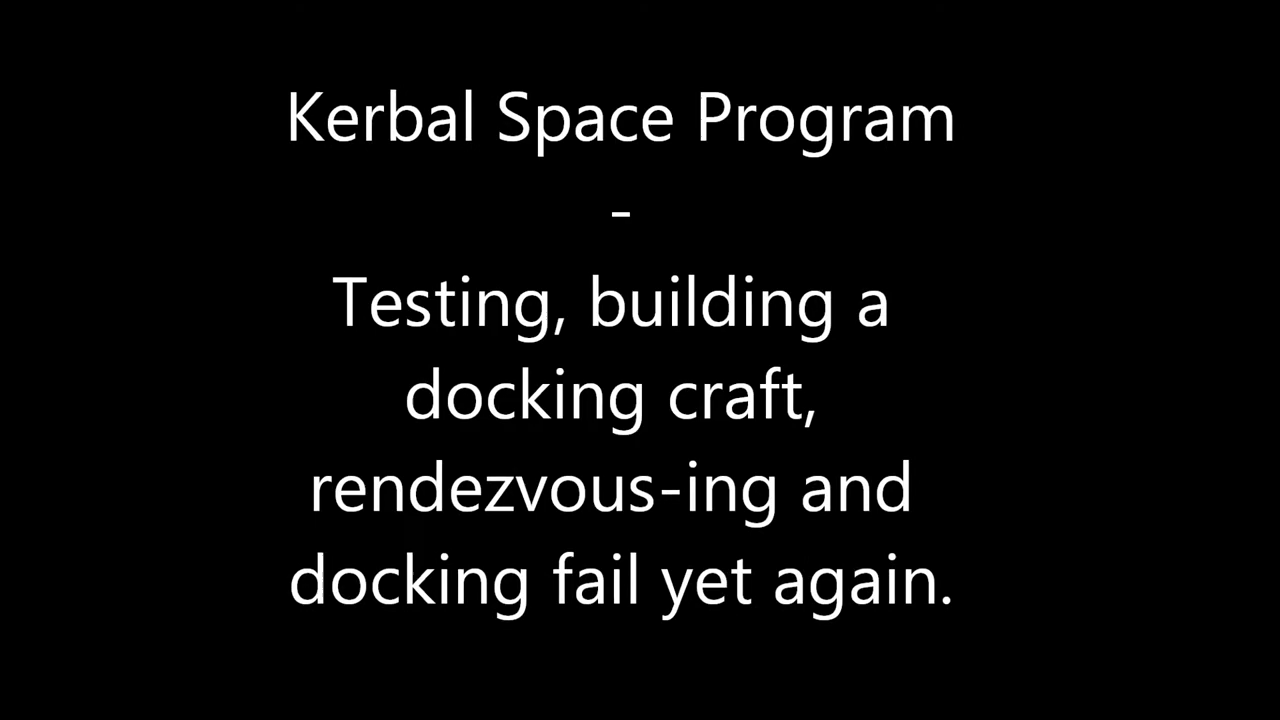 Kerbal Space Program
-
Testing, building a
docking craft,
rendezvous-ing and
docking fail yet again.